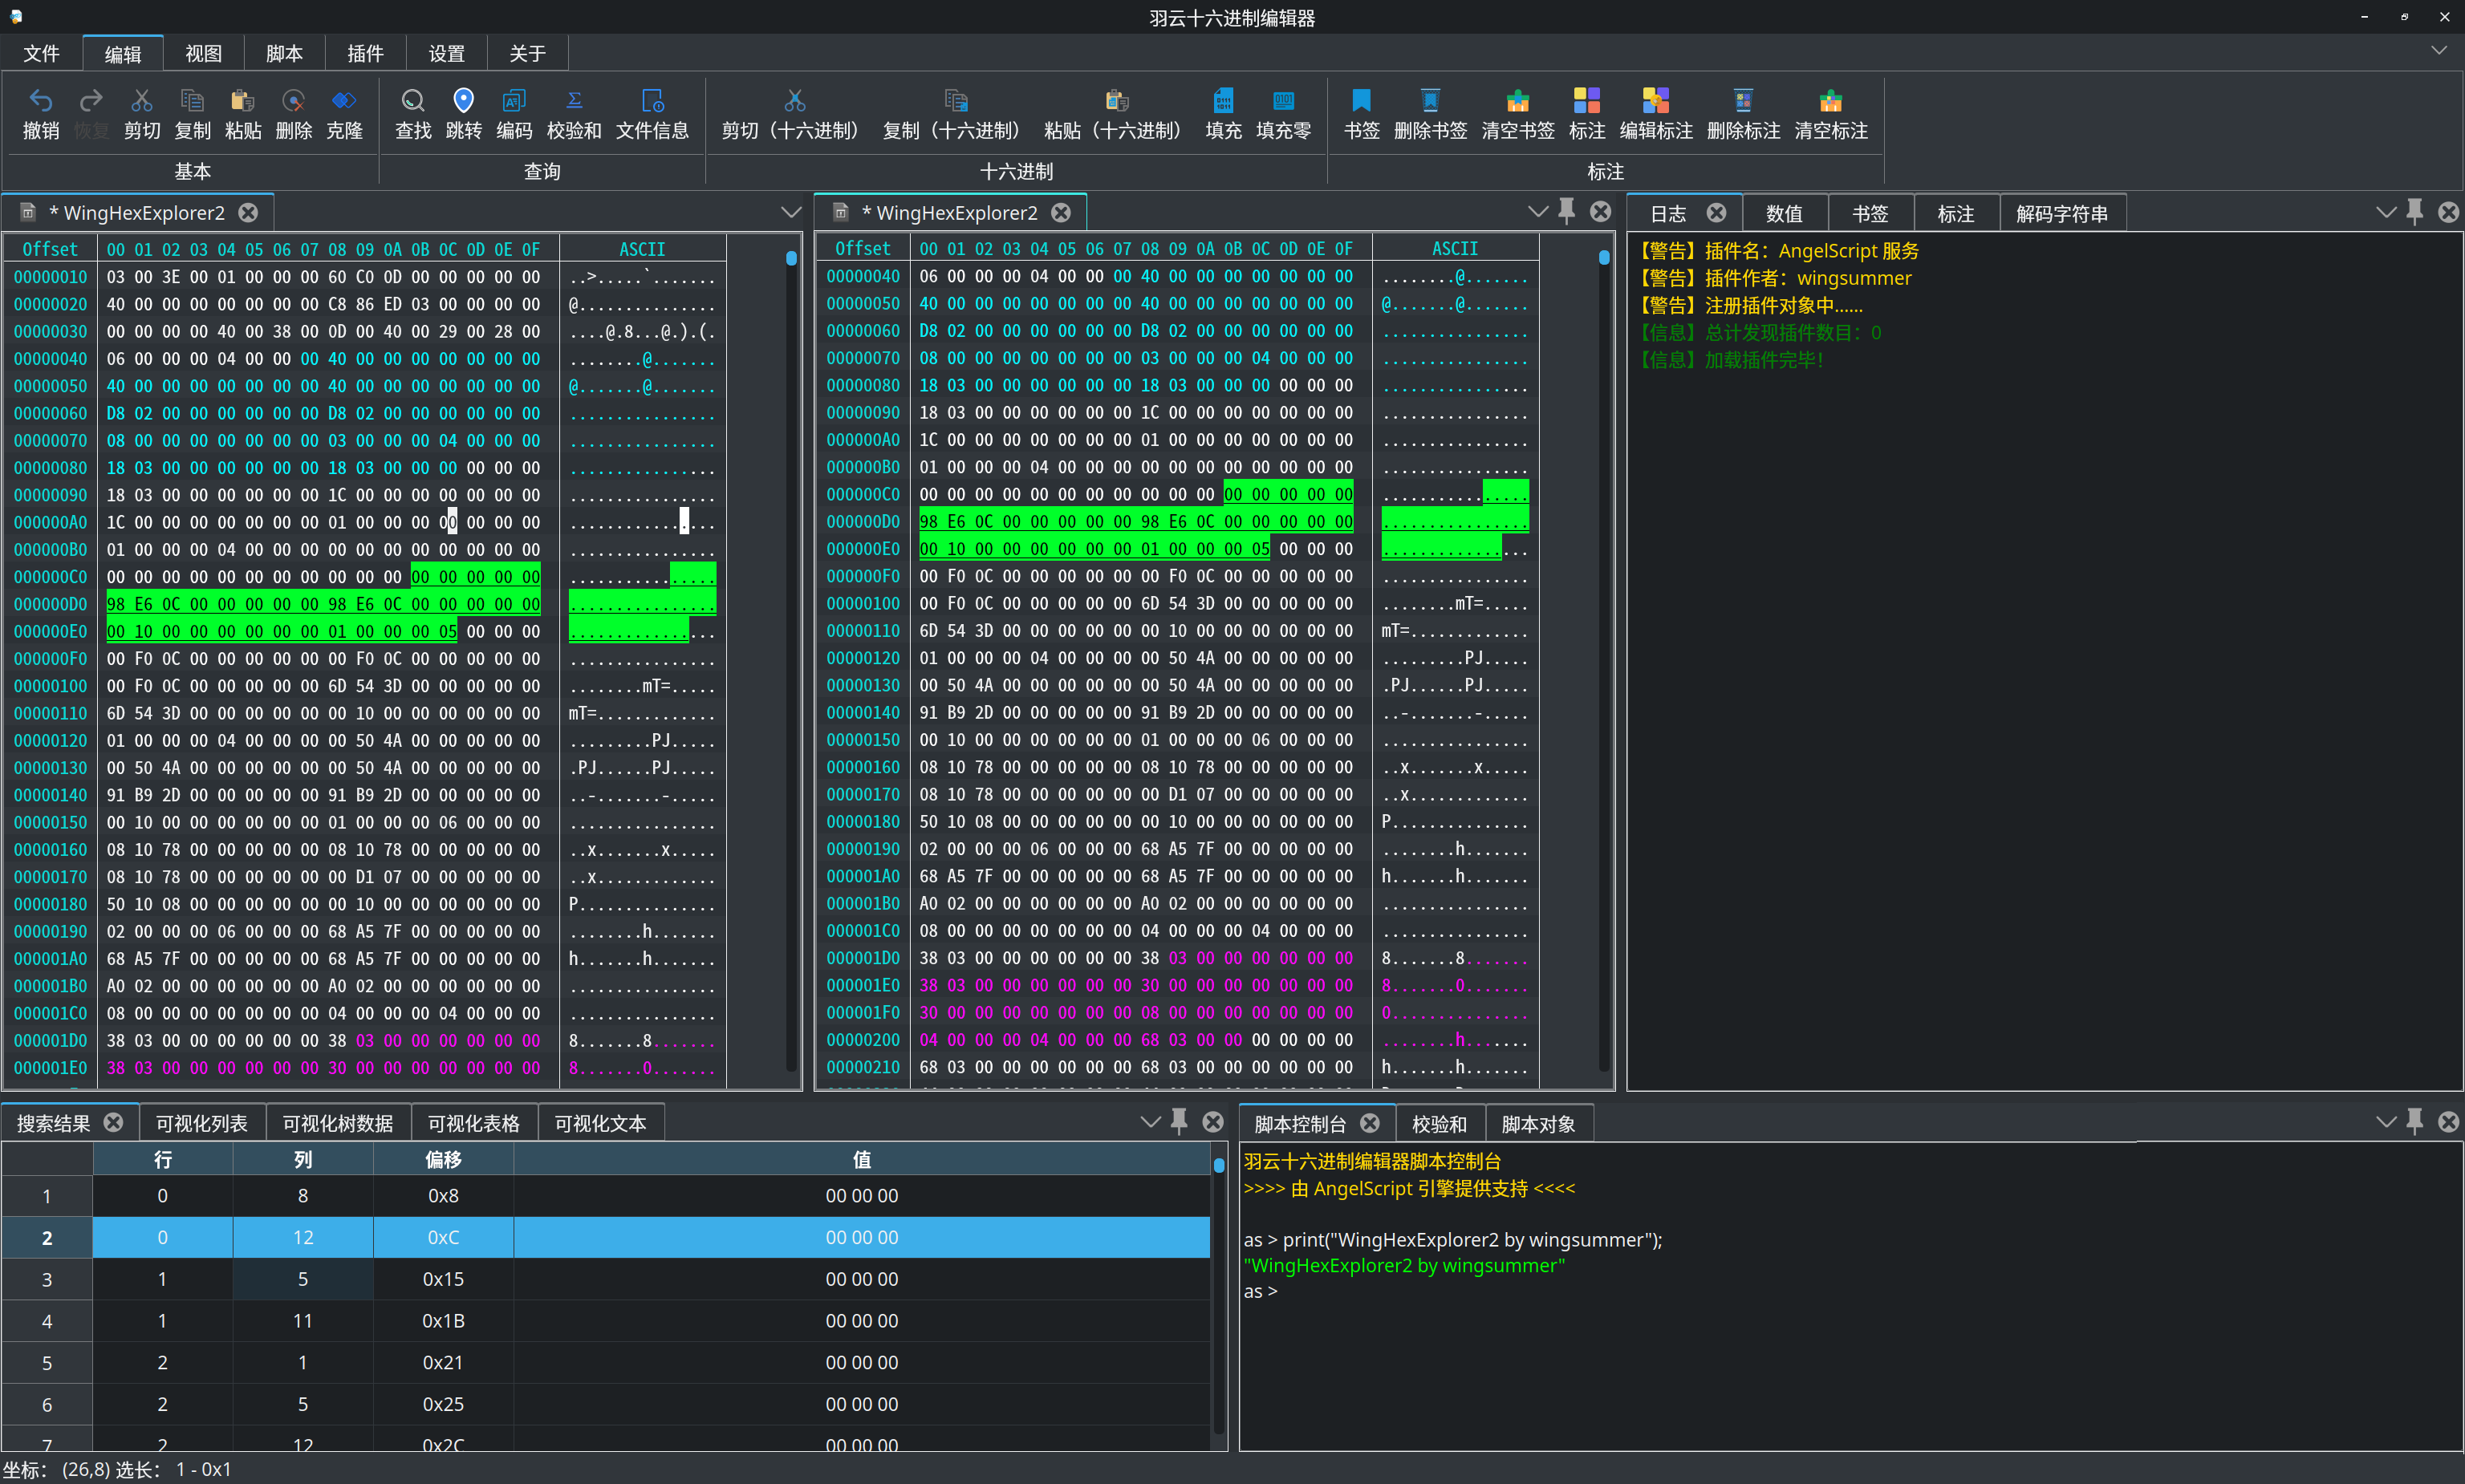 羽云十六进制编辑器
文件 编辑 视图 脚本 插件 设置 关于
撤销 恢复 剪切 复制 粘贴 删除 克隆 查找 跳转 编码 校验和 文件信息 剪切（十六进制） 复制（十六进制） 粘贴（十六进制） 填充 填充零 书签 删除书签 清空书签 标注 编辑标注 删除标注 清空标注
基本 查询 十六进制 标注
* WingHexExplorer2
Offset 00 01 02 03 04 05 06 07 08 09 0A 0B 0C 0D 0E 0F ASCII
00000010 03 00 3E 00 01 00 00 00 60 C0 0D 00 00 00 00 00 ..>.....`.......
00000020 40 00 00 00 00 00 00 00 C8 86 ED 03 00 00 00 00 @...............
00000030 00 00 00 00 40 00 38 00 0D 00 40 00 29 00 28 00 ....@.8...@.).(.
00000040 06 00 00 00 04 00 00 00 40 00 00 00 00 00 00 00 ........@.......
00000050 40 00 00 00 00 00 00 00 40 00 00 00 00 00 00 00 @.......@.......
00000060 D8 02 00 00 00 00 00 00 D8 02 00 00 00 00 00 00 ................
00000070 08 00 00 00 00 00 00 00 03 00 00 00 04 00 00 00 ................
00000080 18 03 00 00 00 00 00 00 18 03 00 00 00 00 00 00 ................
00000090 18 03 00 00 00 00 00 00 1C 00 00 00 00 00 00 00 ................
000000A0 1C 00 00 00 00 00 00 00 01 00 00 00 00 00 00 00 ................
000000B0 01 00 00 00 04 00 00 00 00 00 00 00 00 00 00 00 ................
000000C0 00 00 00 00 00 00 00 00 00 00 00 00 00 00 00 00 ................
000000D0 98 E6 0C 00 00 00 00 00 98 E6 0C 00 00 00 00 00 ................
000000E0 00 10 00 00 00 00 00 00 01 00 00 00 05 00 00 00 ................
000000F0 00 F0 0C 00 00 00 00 00 00 F0 0C 00 00 00 00 00 ................
00000100 00 F0 0C 00 00 00 00 00 6D 54 3D 00 00 00 00 00 ........mT=.....
00000110 6D 54 3D 00 00 00 00 00 00 10 00 00 00 00 00 00 mT=.............
00000120 01 00 00 00 04 00 00 00 00 50 4A 00 00 00 00 00 .........PJ.....
00000130 00 50 4A 00 00 00 00 00 00 50 4A 00 00 00 00 00 .PJ......PJ.....
00000140 91 B9 2D 00 00 00 00 00 91 B9 2D 00 00 00 00 00 ..-.......-.....
00000150 00 10 00 00 00 00 00 00 01 00 00 00 06 00 00 00 ................
00000160 08 10 78 00 00 00 00 00 08 10 78 00 00 00 00 00 ..x.......x.....
00000170 08 10 78 00 00 00 00 00 00 D1 07 00 00 00 00 00 ..x.............
00000180 50 10 08 00 00 00 00 00 00 10 00 00 00 00 00 00 P...............
00000190 02 00 00 00 06 00 00 00 68 A5 7F 00 00 00 00 00 ........h.......
000001A0 68 A5 7F 00 00 00 00 00 68 A5 7F 00 00 00 00 00 h.......h.......
000001B0 A0 02 00 00 00 00 00 00 A0 02 00 00 00 00 00 00 ................
000001C0 08 00 00 00 00 00 00 00 04 00 00 00 04 00 00 00 ................
000001D0 38 03 00 00 00 00 00 00 38 03 00 00 00 00 00 00 8.......8.......
000001E0 38 03 00 00 00 00 00 00 30 00 00 00 00 00 00 00 8.......0.......
* WingHexExplorer2
Offset 00 01 02 03 04 05 06 07 08 09 0A 0B 0C 0D 0E 0F ASCII
00000040 06 00 00 00 04 00 00 00 40 00 00 00 00 00 00 00 ........@.......
00000050 40 00 00 00 00 00 00 00 40 00 00 00 00 00 00 00 @.......@.......
00000060 D8 02 00 00 00 00 00 00 D8 02 00 00 00 00 00 00 ................
00000070 08 00 00 00 00 00 00 00 03 00 00 00 04 00 00 00 ................
00000080 18 03 00 00 00 00 00 00 18 03 00 00 00 00 00 00 ................
00000090 18 03 00 00 00 00 00 00 1C 00 00 00 00 00 00 00 ................
000000A0 1C 00 00 00 00 00 00 00 01 00 00 00 00 00 00 00 ................
000000B0 01 00 00 00 04 00 00 00 00 00 00 00 00 00 00 00 ................
000000C0 00 00 00 00 00 00 00 00 00 00 00 00 00 00 00 00 ................
000000D0 98 E6 0C 00 00 00 00 00 98 E6 0C 00 00 00 00 00 ................
000000E0 00 10 00 00 00 00 00 00 01 00 00 00 05 00 00 00 ................
000000F0 00 F0 0C 00 00 00 00 00 00 F0 0C 00 00 00 00 00 ................
00000100 00 F0 0C 00 00 00 00 00 6D 54 3D 00 00 00 00 00 ........mT=.....
00000110 6D 54 3D 00 00 00 00 00 00 10 00 00 00 00 00 00 mT=.............
00000120 01 00 00 00 04 00 00 00 00 50 4A 00 00 00 00 00 .........PJ.....
00000130 00 50 4A 00 00 00 00 00 00 50 4A 00 00 00 00 00 .PJ......PJ.....
00000140 91 B9 2D 00 00 00 00 00 91 B9 2D 00 00 00 00 00 ..-.......-.....
00000150 00 10 00 00 00 00 00 00 01 00 00 00 06 00 00 00 ................
00000160 08 10 78 00 00 00 00 00 08 10 78 00 00 00 00 00 ..x.......x.....
00000170 08 10 78 00 00 00 00 00 00 D1 07 00 00 00 00 00 ..x.............
00000180 50 10 08 00 00 00 00 00 00 10 00 00 00 00 00 00 P...............
00000190 02 00 00 00 06 00 00 00 68 A5 7F 00 00 00 00 00 ........h.......
000001A0 68 A5 7F 00 00 00 00 00 68 A5 7F 00 00 00 00 00 h.......h.......
000001B0 A0 02 00 00 00 00 00 00 A0 02 00 00 00 00 00 00 ................
000001C0 08 00 00 00 00 00 00 00 04 00 00 00 04 00 00 00 ................
000001D0 38 03 00 00 00 00 00 00 38 03 00 00 00 00 00 00 8.......8.......
000001E0 38 03 00 00 00 00 00 00 30 00 00 00 00 00 00 00 8.......0.......
000001F0 30 00 00 00 00 00 00 00 08 00 00 00 00 00 00 00 0...............
00000200 04 00 00 00 04 00 00 00 68 03 00 00 00 00 00 00 ........h.......
00000210 68 03 00 00 00 00 00 00 68 03 00 00 00 00 00 00 h.......h.......
日志 数值 书签 标注 解码字符串
【警告】插件名：AngelScript 服务
【警告】插件作者：wingsummer
【警告】注册插件对象中......
【信息】总计发现插件数目：0
【信息】加载插件完毕！
搜索结果 可视化列表 可视化树数据 可视化表格 可视化文本
行 列 偏移 值
1 0 8 0x8 00 00 00
2 0 12 0xC 00 00 00
3 1 5 0x15 00 00 00
4 1 11 0x1B 00 00 00
5 2 1 0x21 00 00 00
6 2 5 0x25 00 00 00
7 2 12 0x2C 00 00 00
脚本控制台 校验和 脚本对象
羽云十六进制编辑器脚本控制台
>>>> 由 AngelScript 引擎提供支持 <<<<
as > print("WingHexExplorer2 by wingsummer");
"WingHexExplorer2 by wingsummer"
as >
坐标： (26,8) 选长： 1 - 0x1